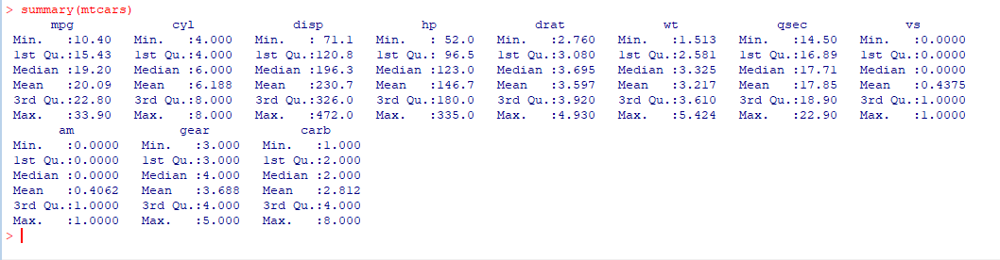 > summary(mtcars)
      mpg             cyl             disp             hp             drat             wt             qsec             vs
 Min.   :10.40   Min.   :4.000   Min.   : 71.1   Min.   : 52.0   Min.   :2.760   Min.   :1.513   Min.   :14.50   Min.   :0.0000
 1st Qu.:15.43   1st Qu.:4.000   1st Qu.:120.8   1st Qu.: 96.5   1st Qu.:3.080   1st Qu.:2.581   1st Qu.:16.89   1st Qu.:0.0000
 Median :19.20   Median :6.000   Median :196.3   Median :123.0   Median :3.695   Median :3.325   Median :17.71   Median :0.0000
 Mean   :20.09   Mean   :6.188   Mean   :230.7   Mean   :146.7   Mean   :3.597   Mean   :3.217   Mean   :17.85   Mean   :0.4375
 3rd Qu.:22.80   3rd Qu.:8.000   3rd Qu.:326.0   3rd Qu.:180.0   3rd Qu.:3.920   3rd Qu.:3.610   3rd Qu.:18.90   3rd Qu.:1.0000
 Max.   :33.90   Max.   :8.000   Max.   :472.0   Max.   :335.0   Max.   :4.930   Max.   :5.424   Max.   :22.90   Max.   :1.0000
       am              gear            carb
 Min.   :0.0000   Min.   :3.000   Min.   :1.000
 1st Qu.:0.0000   1st Qu.:3.000   1st Qu.:2.000
 Median :0.0000   Median :4.000   Median :2.000
 Mean   :0.4062   Mean   :3.688   Mean   :2.812
 3rd Qu.:1.0000   3rd Qu.:4.000   3rd Qu.:4.000
 Max.   :1.0000   Max.   :5.000   Max.   :8.000
>